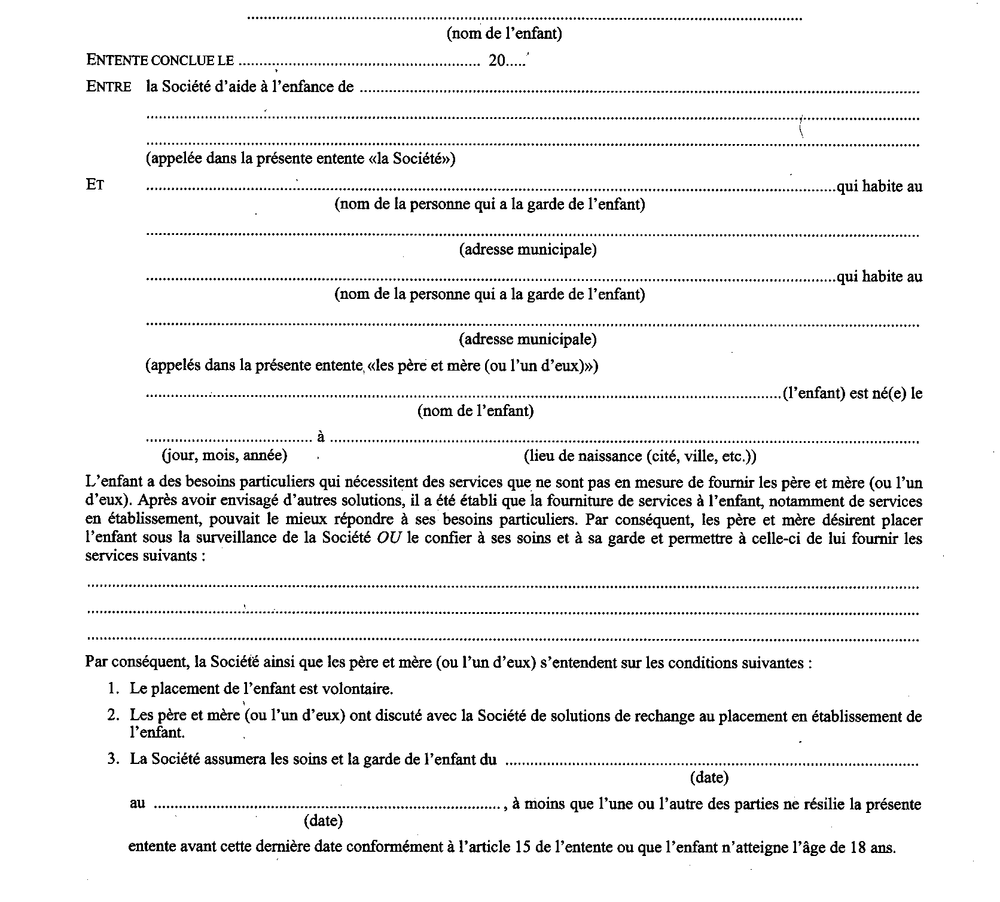 (nom de l'enfant)
ENTENTE CONCLUE LE ........................................................ 20.....
ENTRE la Société d'aide à l'enfance de ........................................................
........................................................
........................................................
(appelée dans la présente entente «la Société»)
ET ........................................................qui habite au
(nom de la personne qui a la garde de l'enfant)
........................................................
(adresse municipale)
........................................................qui habite au
(nom de la personne qui a la garde de l'enfant)
........................................................
(adresse municipale)
(appelés dans la présente entente «les père et mère (ou l'un d'eux)»)
........................................................(l'enfant) est né(e) le
(nom de l'enfant)
........................................ à ........................................................
(jour, mois, année) (lieu de naissance (cité, ville, etc.))
L'enfant a des besoins particuliers qui nécessitent des services que ne sont pas en mesure de fournir les père et mère (ou l'un
d'eux). Après avoir envisagé d'autres solutions, il a été établi que la fourniture de services à l'enfant, notamment de services
en établissement, pouvait le mieux répondre à ses besoins particuliers. Par conséquent, les père et mère désirent placer
l'enfant sous la surveillance de la Société OU le confier à ses soins et à sa garde et permettre à celle-ci de lui fournir les
services suivants :
........................................................
........................................................
........................................................
Par conséquent, la Société ainsi que les père et mère (ou l'un d'eux) s'entendent sur les conditions suivantes :
1. Le placement de l'enfant est volontaire.
2. Les père et mère (ou l'un d'eux) ont discuté avec la Société de solutions de rechange au placement en établissement de
l'enfant.
3. La Société assumera les soins et la garde de l'enfant du ........................................................
(date)
au ........................................................ , à moins que l'une ou l'autre des parties ne résilie la présente
(date)
entente avant cette dernière date conformément à l'article 15 de l'entente ou que l'enfant n'atteigne l'âge de 18 ans.